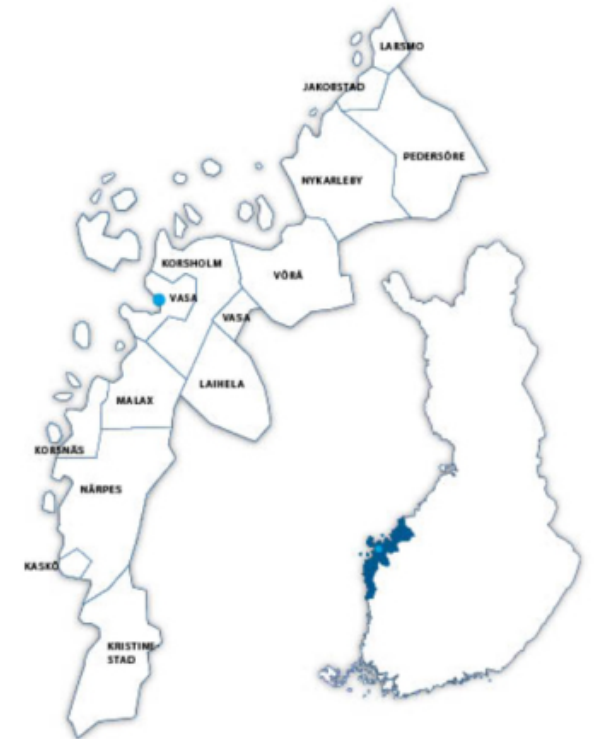 LARSMO
JAKOBSTAD
PEDERSÖRE
NYKARLEBY
KORSHOLM
VÖRÅ
VASA
VASA
LAIHELA
MALAX
KORSNÄS
NÄRPES
KASKÖ
KRISTINE
STAD